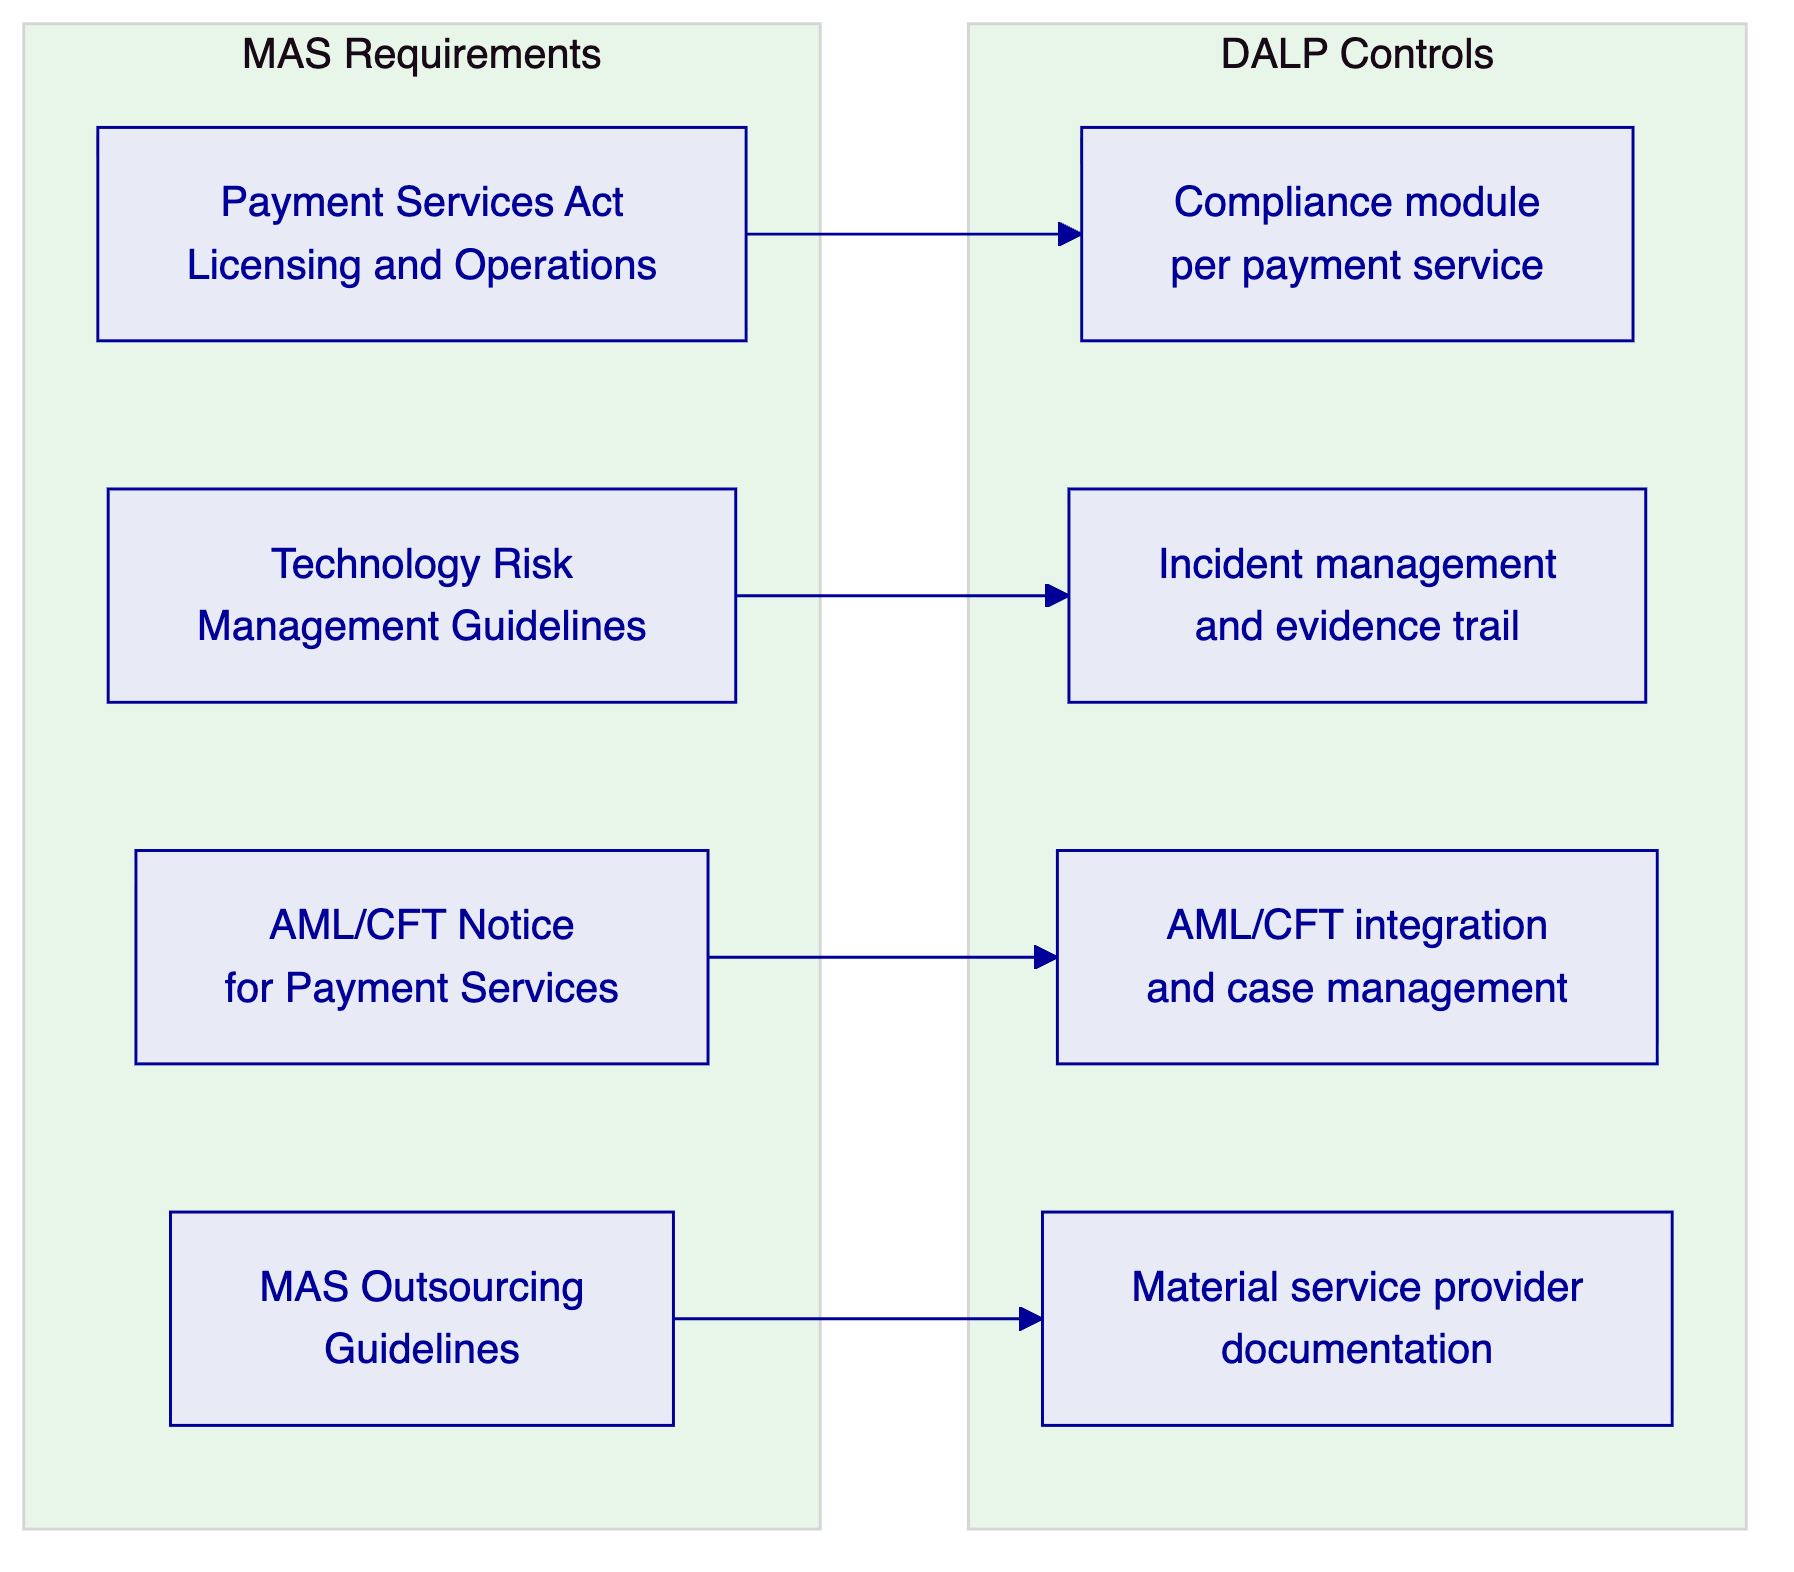 MAS Requirements
Payment Services Act
Licensing and Operations
Technology Risk
Management Guidelines
AML/CFT Notice
for Payment Services
MAS Outsourcing
Guidelines
DALP Controls
Compliance module
per payment service
Incident management
and evidence trail
AML/CFT integration
and case management
Material service provider
documentation